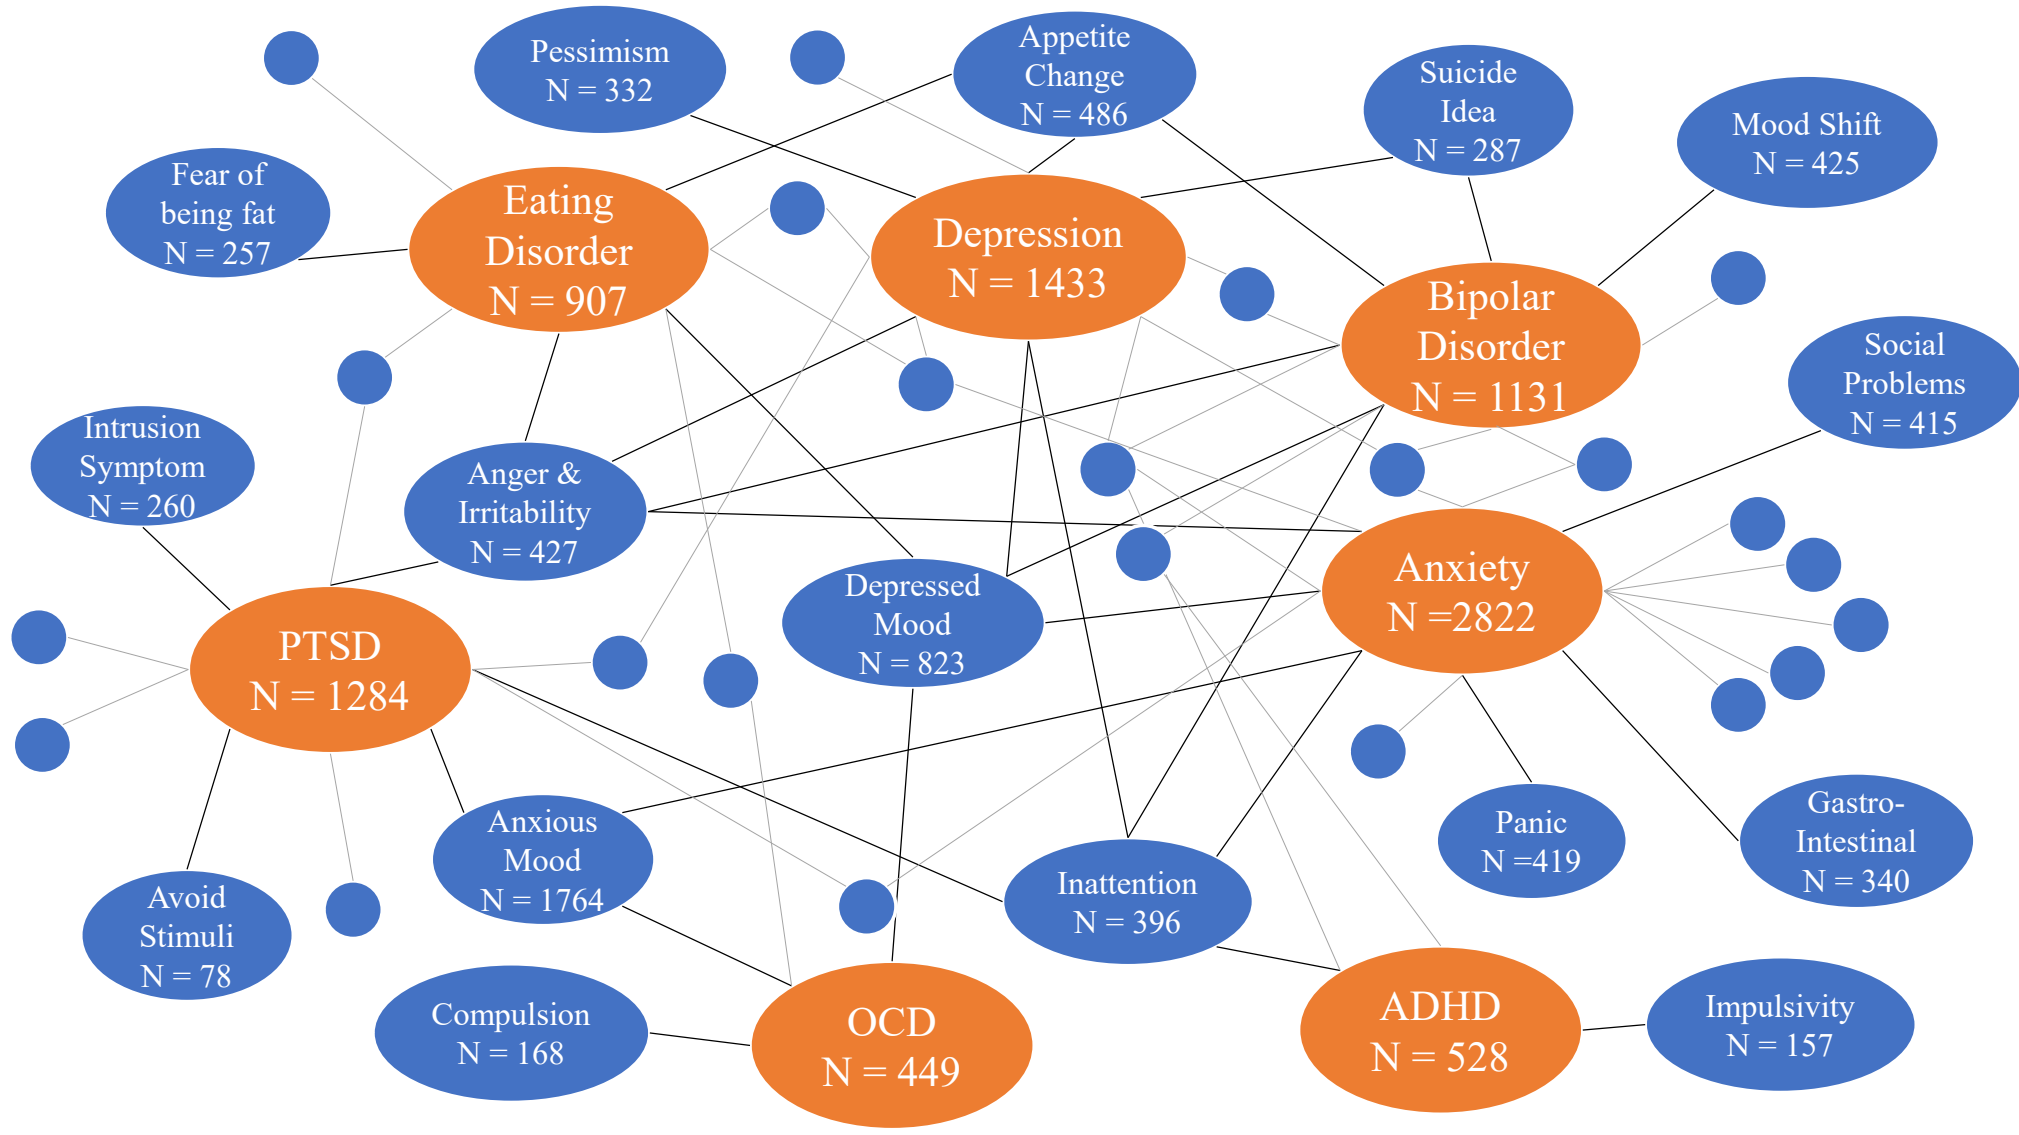 Pessimism
N = 332
Appetite
Change
N = 486
Suicide
Idea
N = 287
Mood Shift
N = 425
Fear of
being fat
N = 257
Eating
Disorder
N = 907
Depression
N = 1433
Bipolar
Disorder
N = 1131
Social
Problems
N = 415
Intrusion
Symptom
N = 260
Anger &
Irritability
N = 427
Depressed
Mood
N = 823
Anxiety
N =2822
PTSD
N = 1284
Anxious
Mood
N = 1764
Inattention
N = 396
Panic
N =419
Gastro-
Intestinal
N = 340
Avoid
Stimuli
N = 78
Compulsion
N = 168
OCD
N = 449
ADHD
N = 528
Impulsivity
N = 157